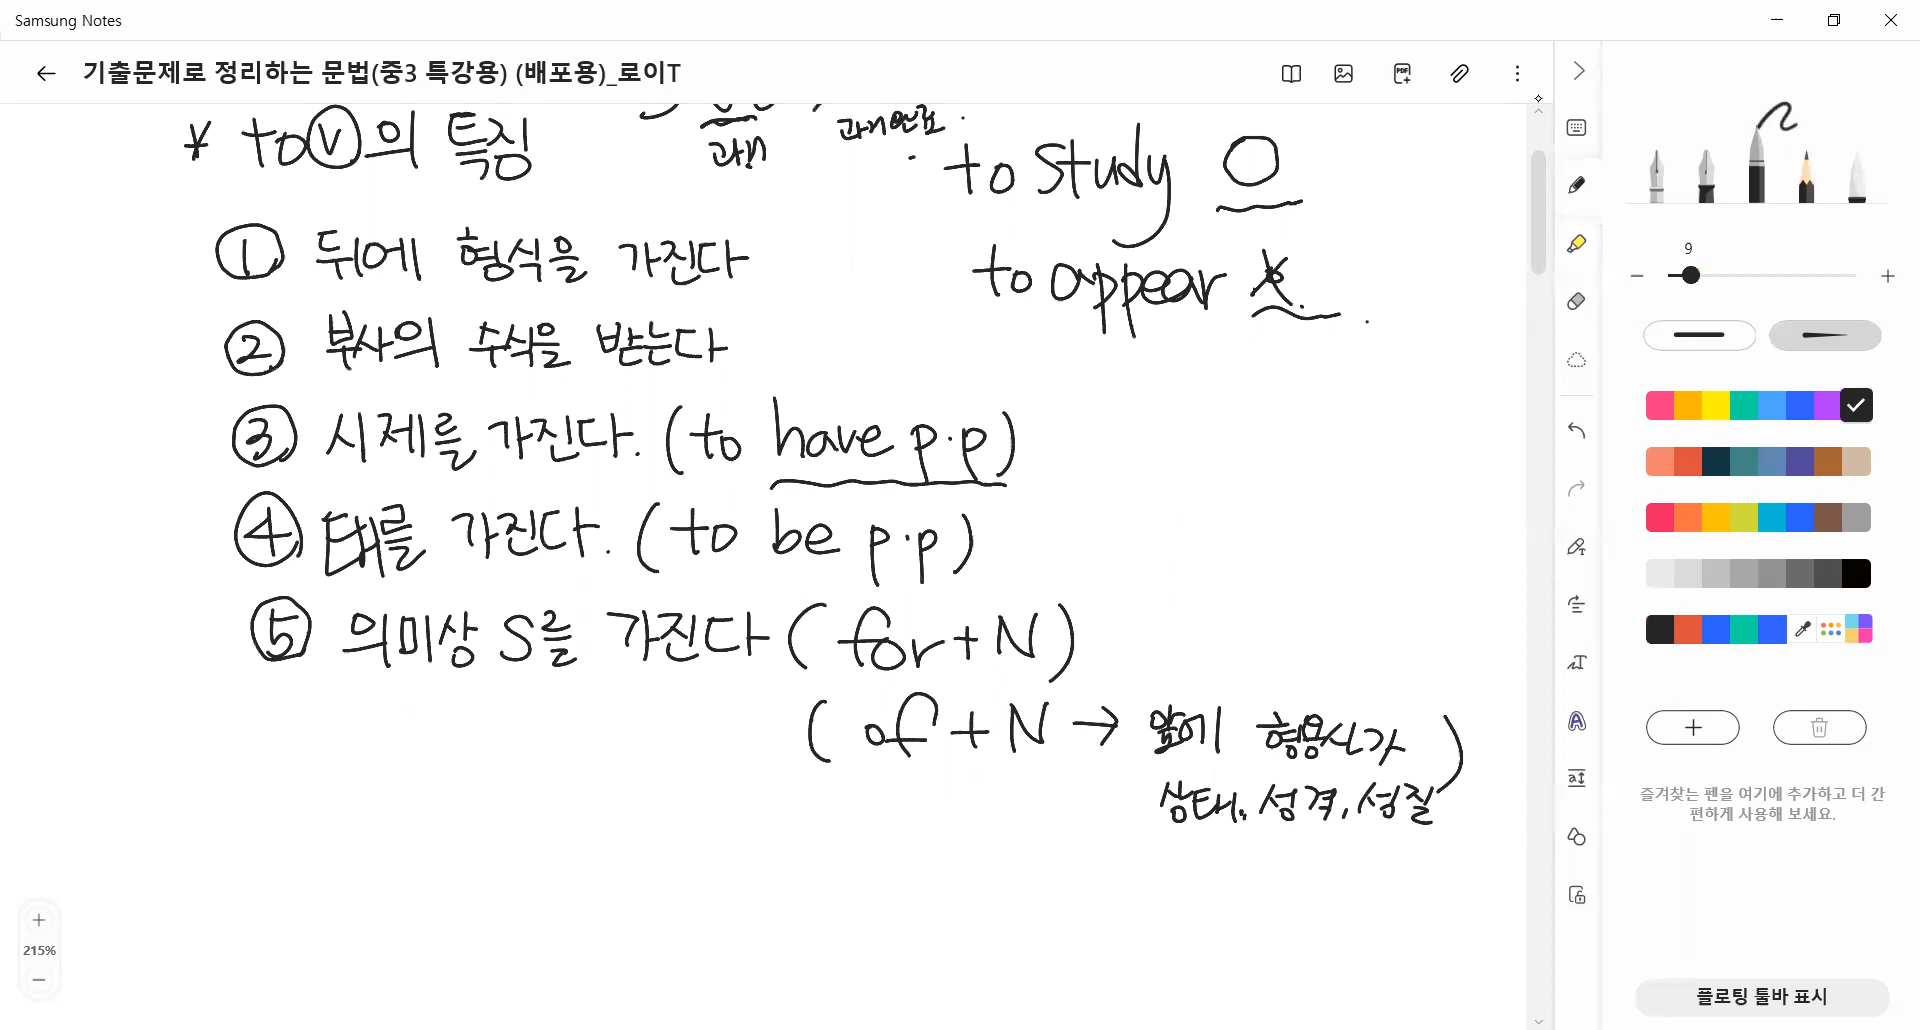 Samsung Notes
기출문제로 정리하는 문법(중3 특강용) (배포용)_로이T
* toⓥ의 특징
과거
과거완료.
to study O
to appear X.
① 뒤에 형식을 가진다
② 부사의 수식을 받는다
③ 시제를 가진다. (to have p.p)
④ 태를 가진다. (to be p.p)
⑤ 의미상 S를 가진다 (for+N)
(of+N → 앞에 형용사가
상태, 성격, 성질)
9
즐겨찾는 펜을 여기에 추가하고 더 간
편하게 사용해 보세요.
215%
플로팅 툴바 표시